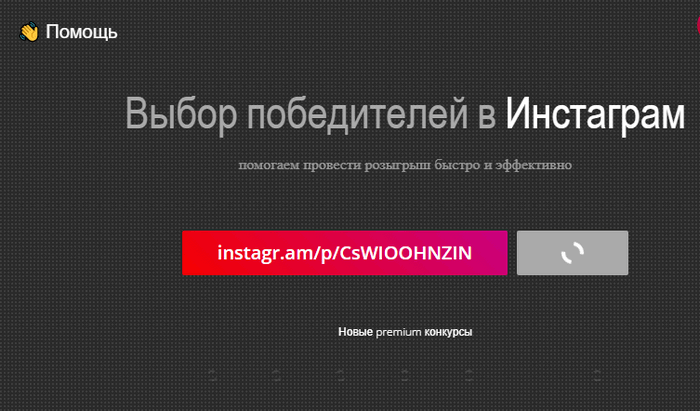 Помощь
Выбор победителей в Инстаграм
помогаем провести розыгрыш быстро и эффективно
instagr.am/p/CsWIOOHNZIN
Новые premium конкурсы